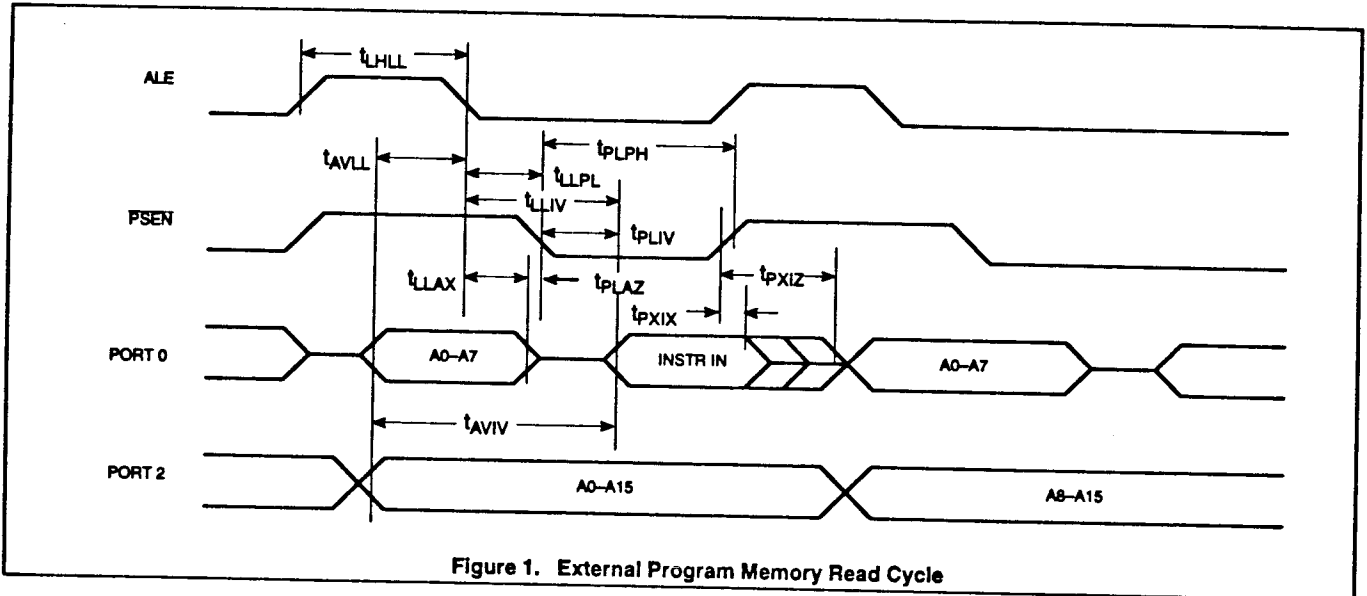 tLHLL
ALE
tAVLL
tPLPH
tLLPL
tLLIV
PSEN
tPLIV
tLLAX
tPLAZ
tPXIZ
tPXIX
PORT 0
A0–A7
INSTR IN
A0–A7
tAVIV
PORT 2
A0–A15
A8–A15
Figure 1. External Program Memory Read Cycle